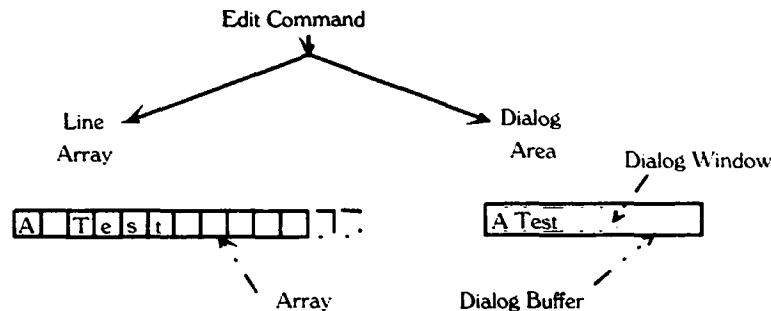 Edit Command
Line
Array
Dialog
Area
Dialog Window
A Test
A Test
Array
Dialog Buffer